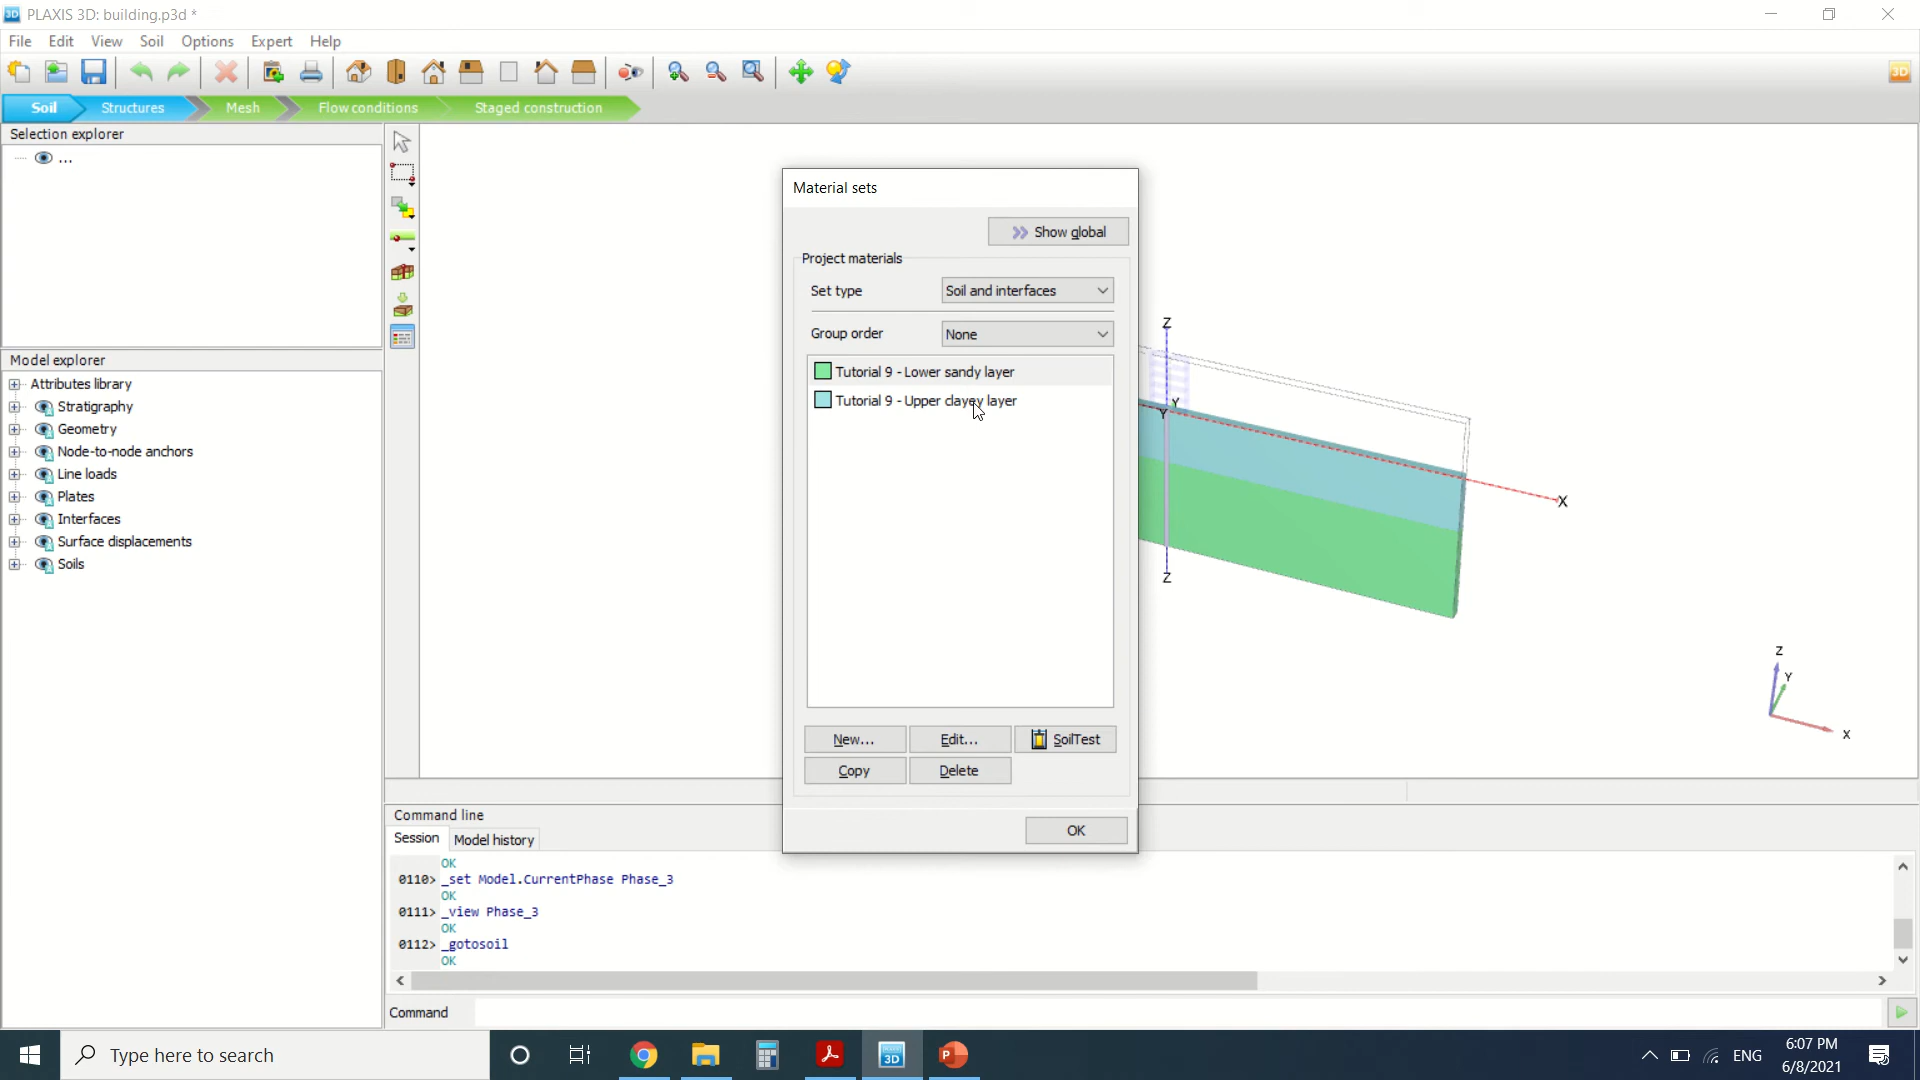 PLAXIS 3D: building.p3d *
File Edit View Soil Options Expert Help
3D
Soil Structures Mesh Flow conditions Staged construction
Selection explorer
...
Model explorer
Attributes library
Stratigraphy
Geometry
Node-to-node anchors
Line loads
Plates
Interfaces
Surface displacements
Soils
Material sets
Show global
Project materials
Set type Soil and interfaces
Group order None
Tutorial 9 - Lower sandy layer
Tutorial 9 - Upper clayey layer
New... Edit... SoilTest
Copy Delete
OK
Z
Y
Y
X
Z
Z
Y
X
Command line
Session Model history
OK
0110> _set Model.CurrentPhase Phase_3
OK
0111> _view Phase_3
OK
0112> _gotosoil
OK
Command
Type here to search
3D
P
ENG
6:07 PM
6/8/2021